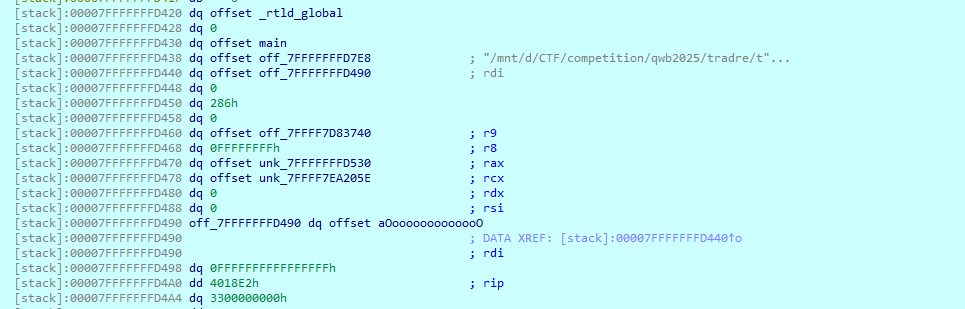 [stack]:00007FFFFFFFD420 dq offset _rtld_global
[stack]:00007FFFFFFFD428 dq 0
[stack]:00007FFFFFFFD430 dq offset main
[stack]:00007FFFFFFFD438 dq offset off_7FFFFFFFD7E8 ; "/mnt/d/CTF/competition/qwb2025/tradre/t"...
[stack]:00007FFFFFFFD440 dq offset off_7FFFFFFFD490 ; rdi
[stack]:00007FFFFFFFD448 dq 0
[stack]:00007FFFFFFFD450 dq 286h
[stack]:00007FFFFFFFD458 dq 0
[stack]:00007FFFFFFFD460 dq offset off_7FFFF7D83740 ; r9
[stack]:00007FFFFFFFD468 dq 0FFFFFFFFh ; r8
[stack]:00007FFFFFFFD470 dq offset unk_7FFFFFFFD530 ; rax
[stack]:00007FFFFFFFD478 dq offset unk_7FFFF7EA205E ; rcx
[stack]:00007FFFFFFFD480 dq 0 ; rdx
[stack]:00007FFFFFFFD488 dq 0 ; rsi
[stack]:00007FFFFFFFD490 off_7FFFFFFFD490 dq offset aOooooooooooooO
[stack]:00007FFFFFFFD490 ; DATA XREF: [stack]:00007FFFFFFFD440↑o
[stack]:00007FFFFFFFD490 ; rdi
[stack]:00007FFFFFFFD498 dq 0FFFFFFFFFFFFFFFFh
[stack]:00007FFFFFFFD4A0 dd 4018E2h ; rip
[stack]:00007FFFFFFFD4A4 dq 3300000000h